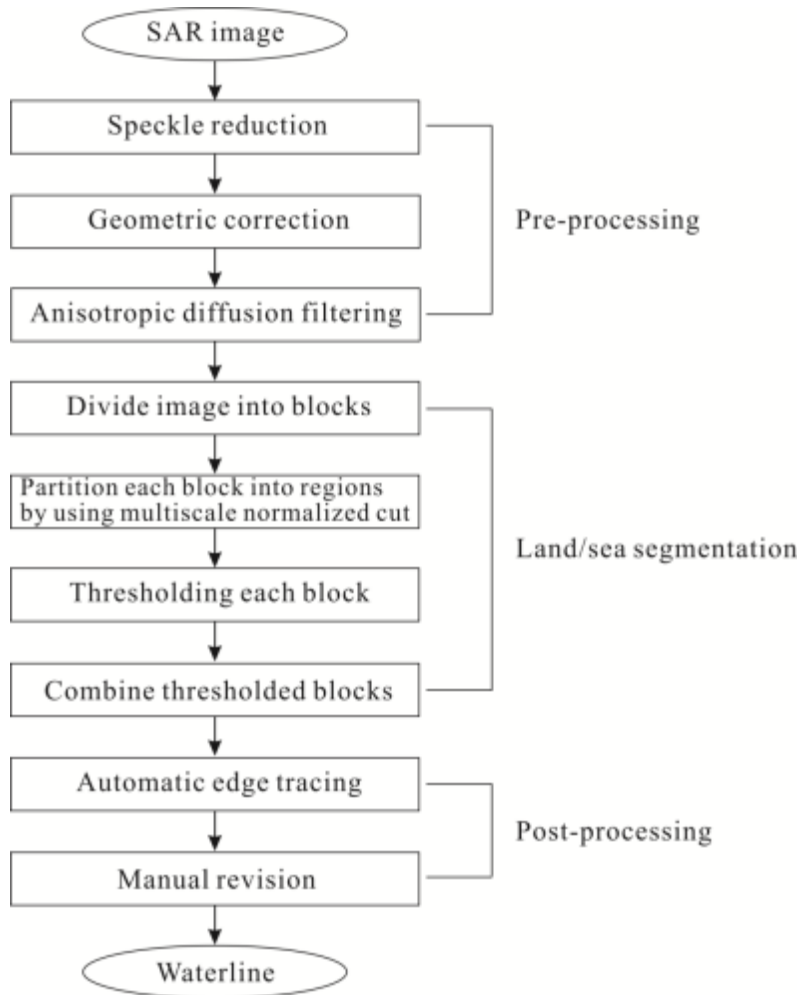 SAR image
Speckle reduction
Geometric correction
Pre-processing
Anisotropic diffusion filtering
Divide image into blocks
Partition each block into regions
by using multiscale normalized cut
Land/sea segmentation
Thresholding each block
Combine thresholded blocks
Automatic edge tracing
Post-processing
Manual revision
Waterline